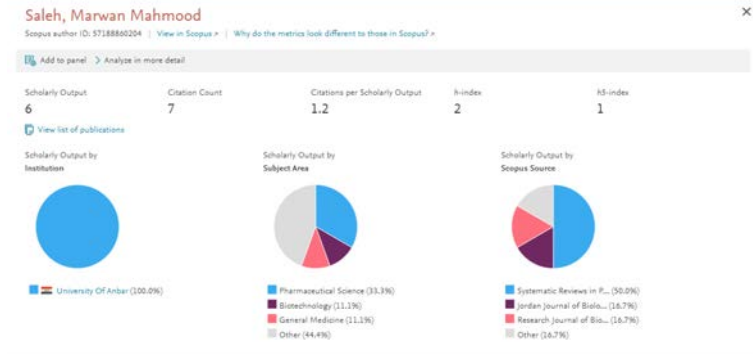 Saleh, Marwan Mahmood
Scopus author ID: 57188860204 | View in Scopus > | Why do the metrics look different to those in Scopus? >
Add to panel > Analyze in more detail
Scholarly Output
6
Citation Count
7
Citations per Scholarly Output
1.2
h-index
2
h5-index
1
View list of publications
Scholarly Output by
Institution
University Of Anbar (100.0%)
Scholarly Output by
Subject Area
Pharmaceutical Science (33.3%)
Biotechnology (11.1%)
General Medicine (11.1%)
Other (44.4%)
Scholarly Output by
Scopus Source
Systematic Reviews in P... (50.0%)
Jordan Journal of Biolo... (16.7%)
Research Journal of Bio... (16.7%)
Other (16.7%)